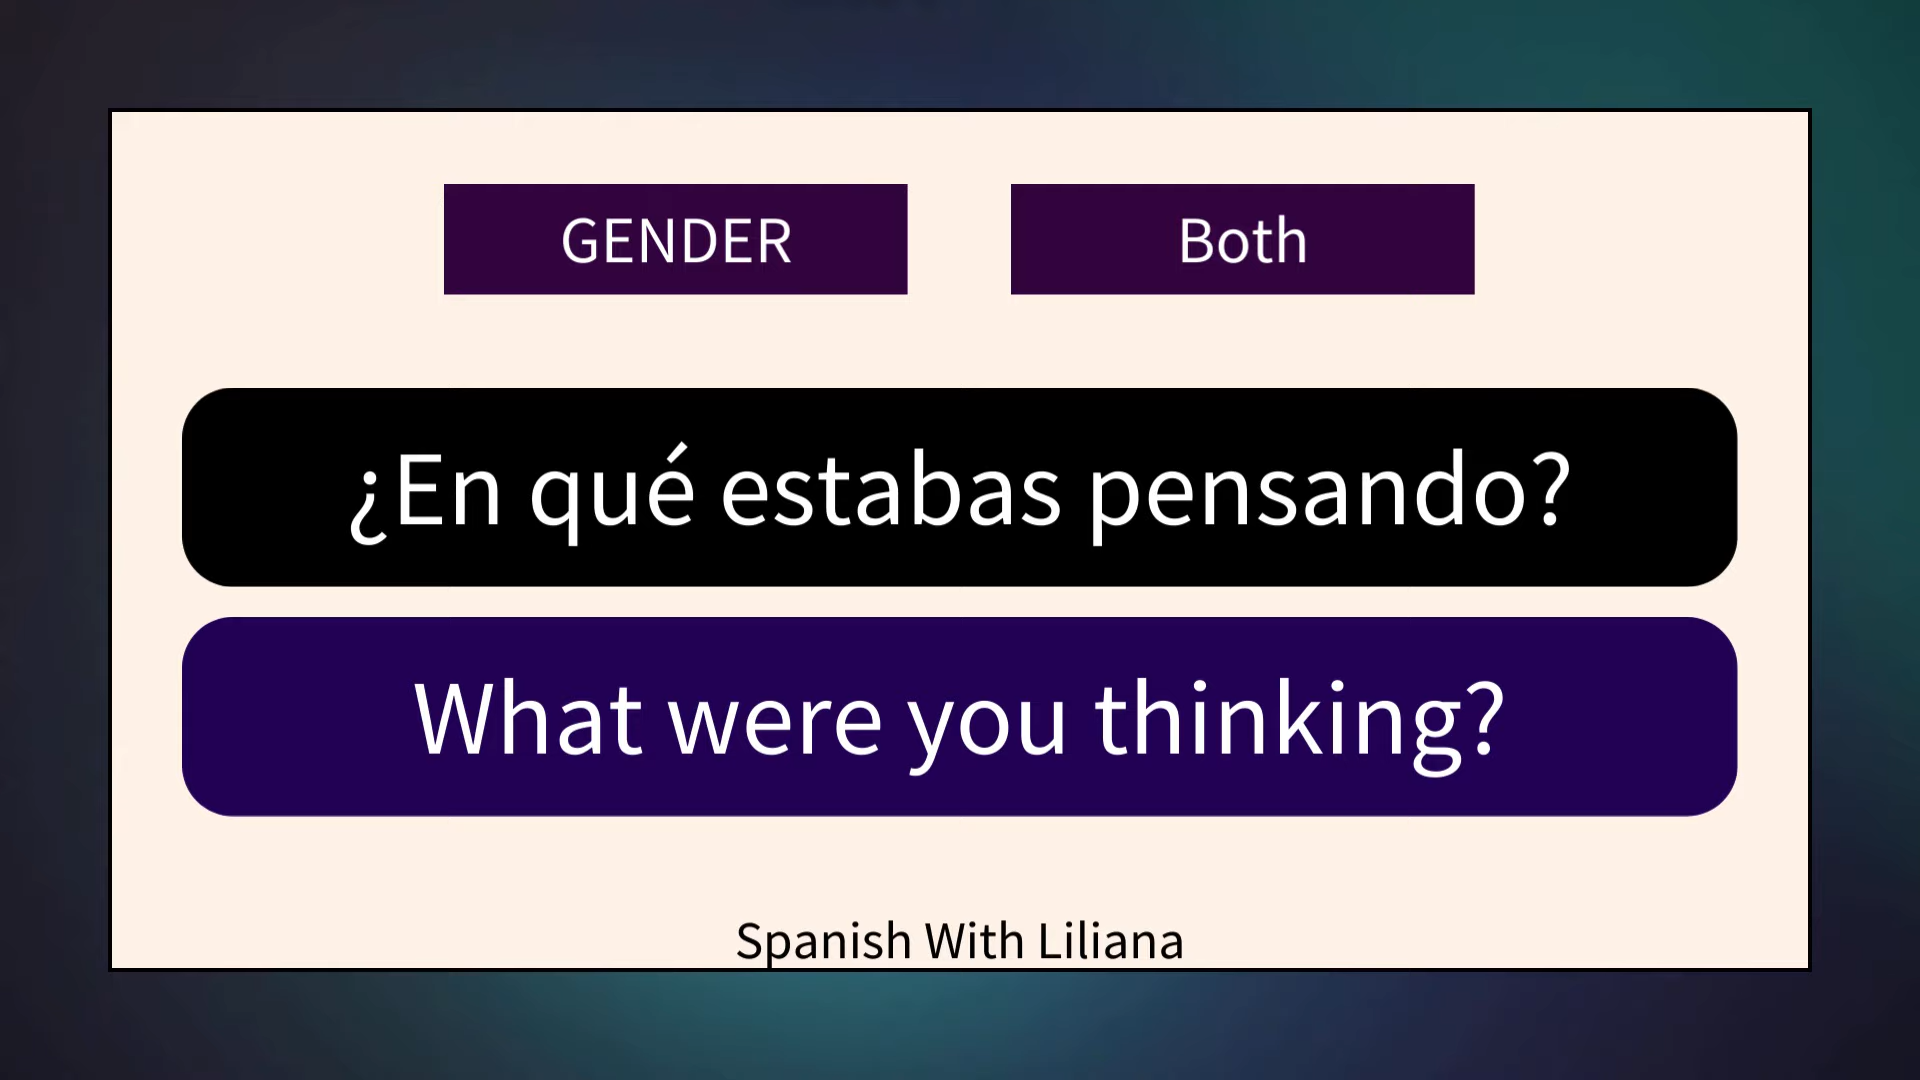 GENDER
Both
¿En qué estabas pensando?
What were you thinking?
Spanish With Liliana